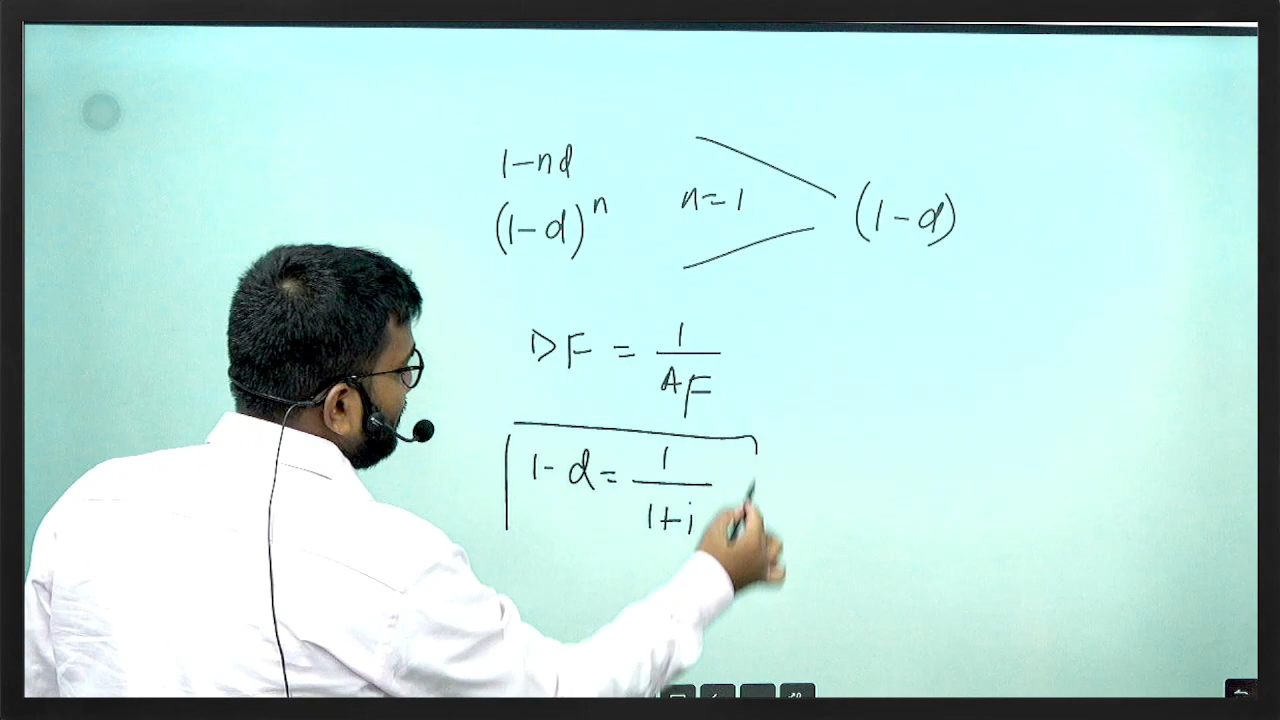 1-nd
(1-d)^n n=1 (1-d)
DF = 1/AF
1-d = 1/1+i